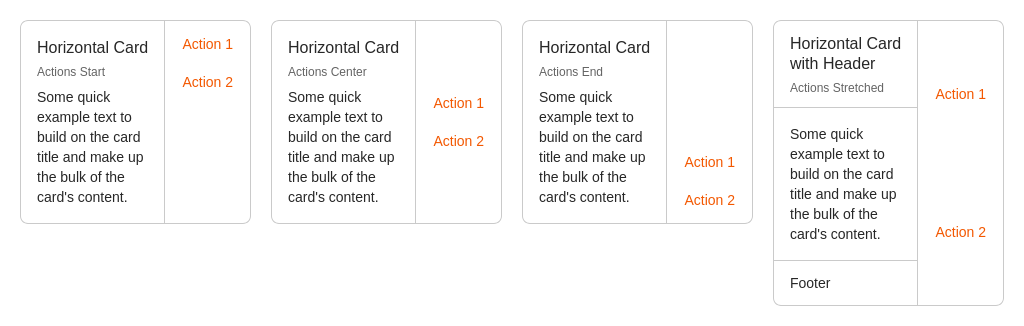 Horizontal Card
Actions Start
Some quick
example text to
build on the card
title and make up
the bulk of the
card's content.
Action 1
Action 2
Horizontal Card
Actions Center
Some quick
example text to
build on the card
title and make up
the bulk of the
card's content.
Action 1
Action 2
Horizontal Card
Actions End
Some quick
example text to
build on the card
title and make up
the bulk of the
card's content.
Action 1
Action 2
Horizontal Card
with Header
Actions Stretched
Some quick
example text to
build on the card
title and make up
the bulk of the
card's content.
Footer
Action 1
Action 2